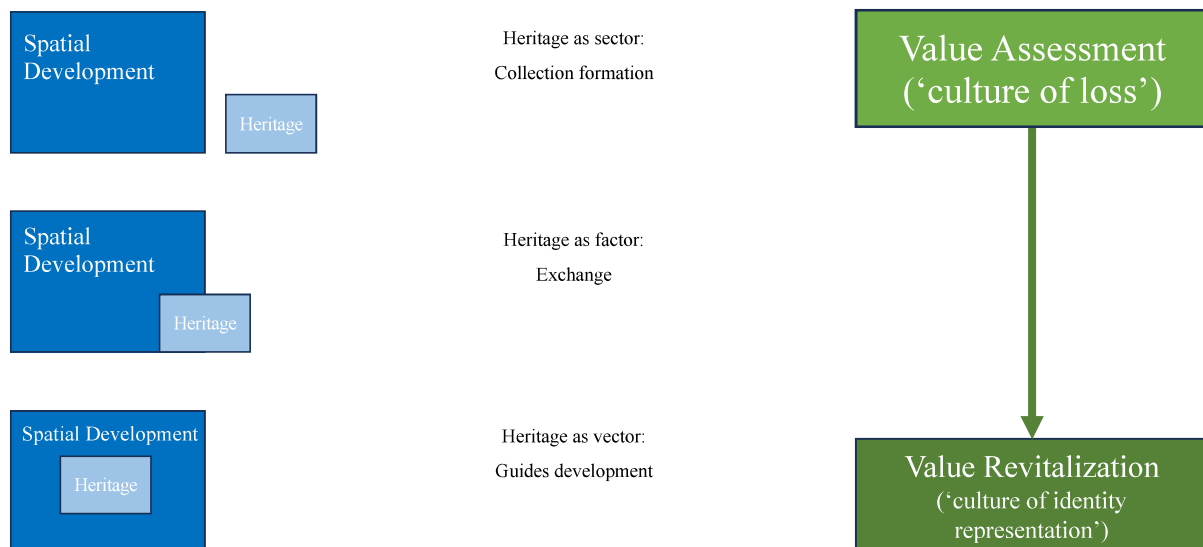 Spatial
Development
Heritage
Heritage as sector:
Collection formation
Value Assessment
(‘culture of loss’)
Spatial
Development
Heritage
Heritage as factor:
Exchange
Spatial Development
Heritage
Heritage as vector:
Guides development
Value Revitalization
(‘culture of identity
representation’)